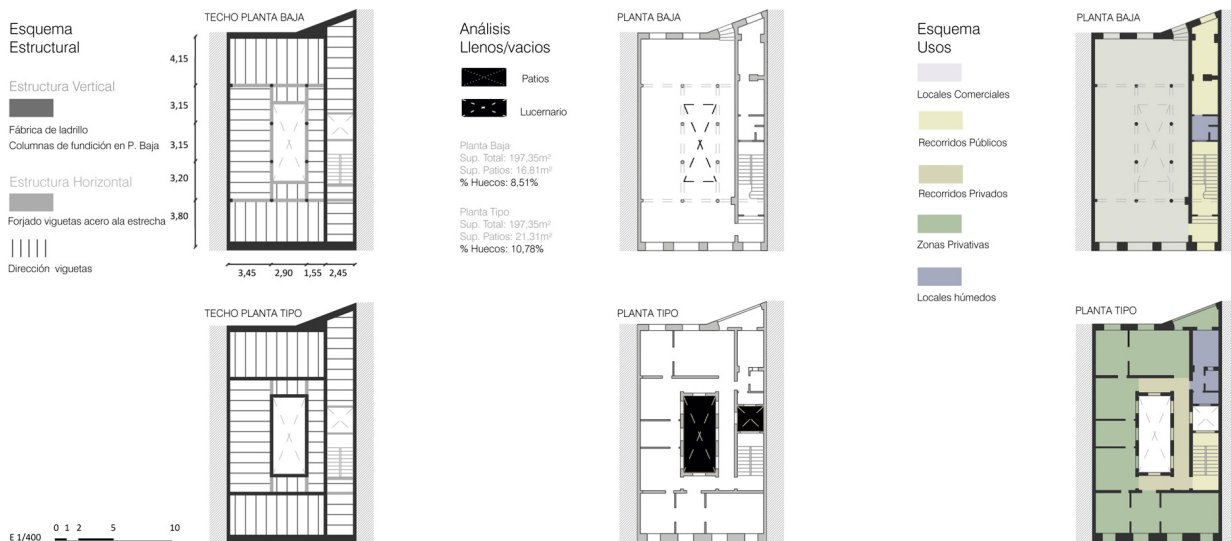 Esquema
Estructural
Estructura Vertical
Fábrica de ladrillo
Columnas de fundición en P. Baja
Estructura Horizontal
Forjado viguetas acero ala estrecha
Dirección viguetas
E 1/400
0 1 2 5 10
TECHO PLANTA BAJA
4,15
3,15
3,15
3,20
3,80
3,45 2,90 1,55 2,45
TECHO PLANTA TIPO
Análisis
Llenos/vacios
Patios
Lucernario
Planta Baja
Sup. Total: 197,35m²
Sup. Patios: 16,81m²
% Huecos: 8,51%
Planta Tipo
Sup. Total: 197,35m²
Sup. Patios: 21,31m²
% Huecos: 10,78%
PLANTA BAJA
PLANTA TIPO
Esquema
Usos
Locales Comerciales
Recorridos Públicos
Recorridos Privados
Zonas Privativas
Locales húmedos
PLANTA BAJA
PLANTA TIPO